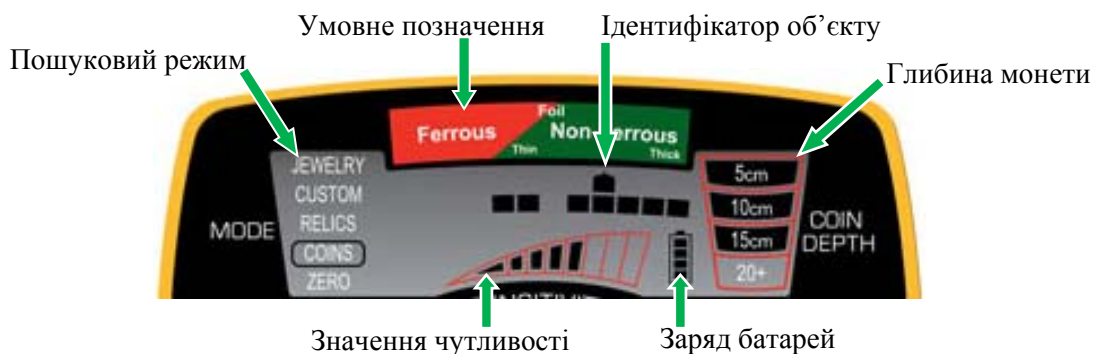 Умовне позначення
Ідентифікатор об’єкту
Пошуковий режим
Глибина монети
Ferrous
Foil
Non-Ferrous
Thin
Thick
MODE
JEWELRY
CUSTOM
RELICS
COINS
ZERO
5cm
10cm
15cm
20+
COIN
DEPTH
Значення чутливості
Заряд батарей